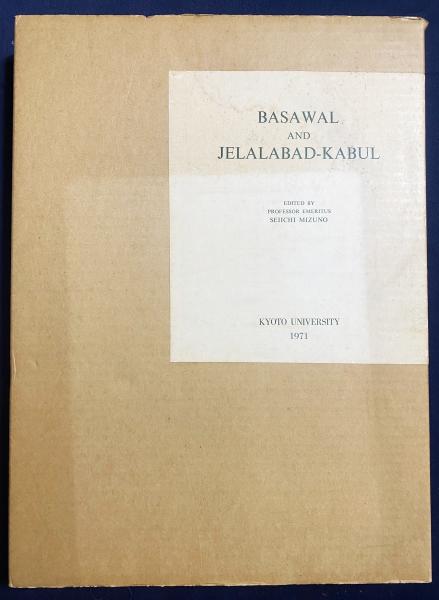 BASAWAL
AND
JELALABAD-KABUL
EDITED BY
PROFESSOR EMERITUS
SEIICHI MIZUNO
KYOTO UNIVERSITY
1971